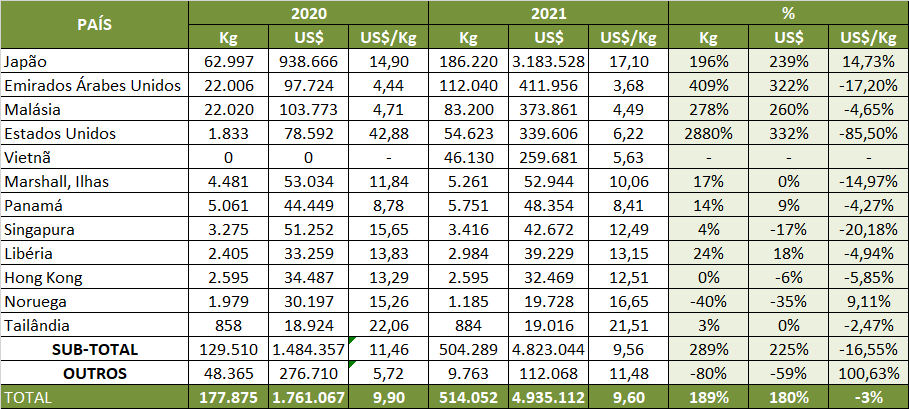 PAÍS 2020 2021 %
Kg US$ US$/Kg Kg US$ US$/Kg Kg US$ US$/Kg
Japão 62.997 938.666 14,90 186.220 3.183.528 17,10 196% 239% 14,73%
Emirados Árabes Unidos 22.006 97.724 4,44 112.040 411.956 3,68 409% 322% -17,20%
Malásia 22.020 103.773 4,71 83.200 373.861 4,49 278% 260% -4,65%
Estados Unidos 1.833 78.592 42,88 54.623 339.606 6,22 2880% 332% -85,50%
Vietnã 0 0 - 46.130 259.681 5,63 - - -
Marshall, Ilhas 4.481 53.034 11,84 5.261 52.944 10,06 17% 0% -14,97%
Panamá 5.061 44.449 8,78 5.751 48.354 8,41 14% 9% -4,27%
Singapura 3.275 51.252 15,65 3.416 42.672 12,49 4% -17% -20,18%
Libéria 2.405 33.259 13,83 2.984 39.229 13,15 24% 18% -4,94%
Hong Kong 2.595 34.487 13,29 2.595 32.469 12,51 0% -6% -5,85%
Noruega 1.979 30.197 15,26 1.185 19.728 16,65 -40% -35% 9,11%
Tailândia 858 18.924 22,06 884 19.016 21,51 3% 0% -2,47%
SUB-TOTAL 129.510 1.484.357 11,46 504.289 4.823.044 9,56 289% 225% -16,55%
OUTROS 48.365 276.710 5,72 9.763 112.068 11,48 -80% -59% 100,63%
TOTAL 177.875 1.761.067 9,90 514.052 4.935.112 9,60 189% 180% -3%